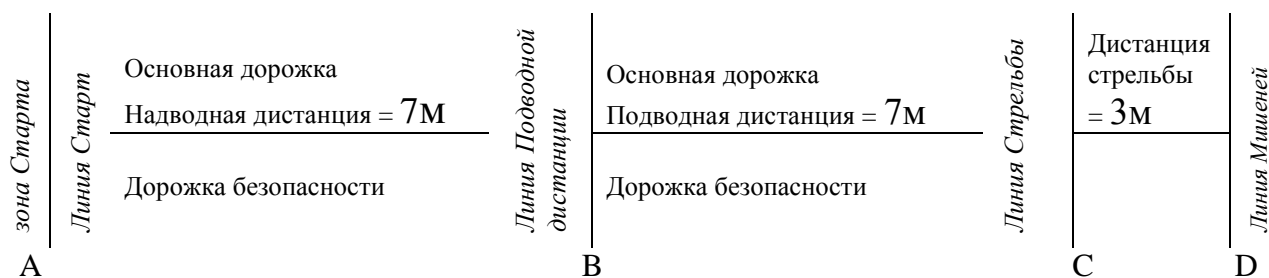 зона Старта
Линия Старт
Основная дорожка
Надводная дистанция = 7м
Дорожка безопасности
Линия Подводной
дистанции
Основная дорожка
Подводная дистанция = 7м
Дорожка безопасности
Линия Стрельбы
Дистанция
стрельбы
= 3м
Линия Мишеней
A
B
C
D